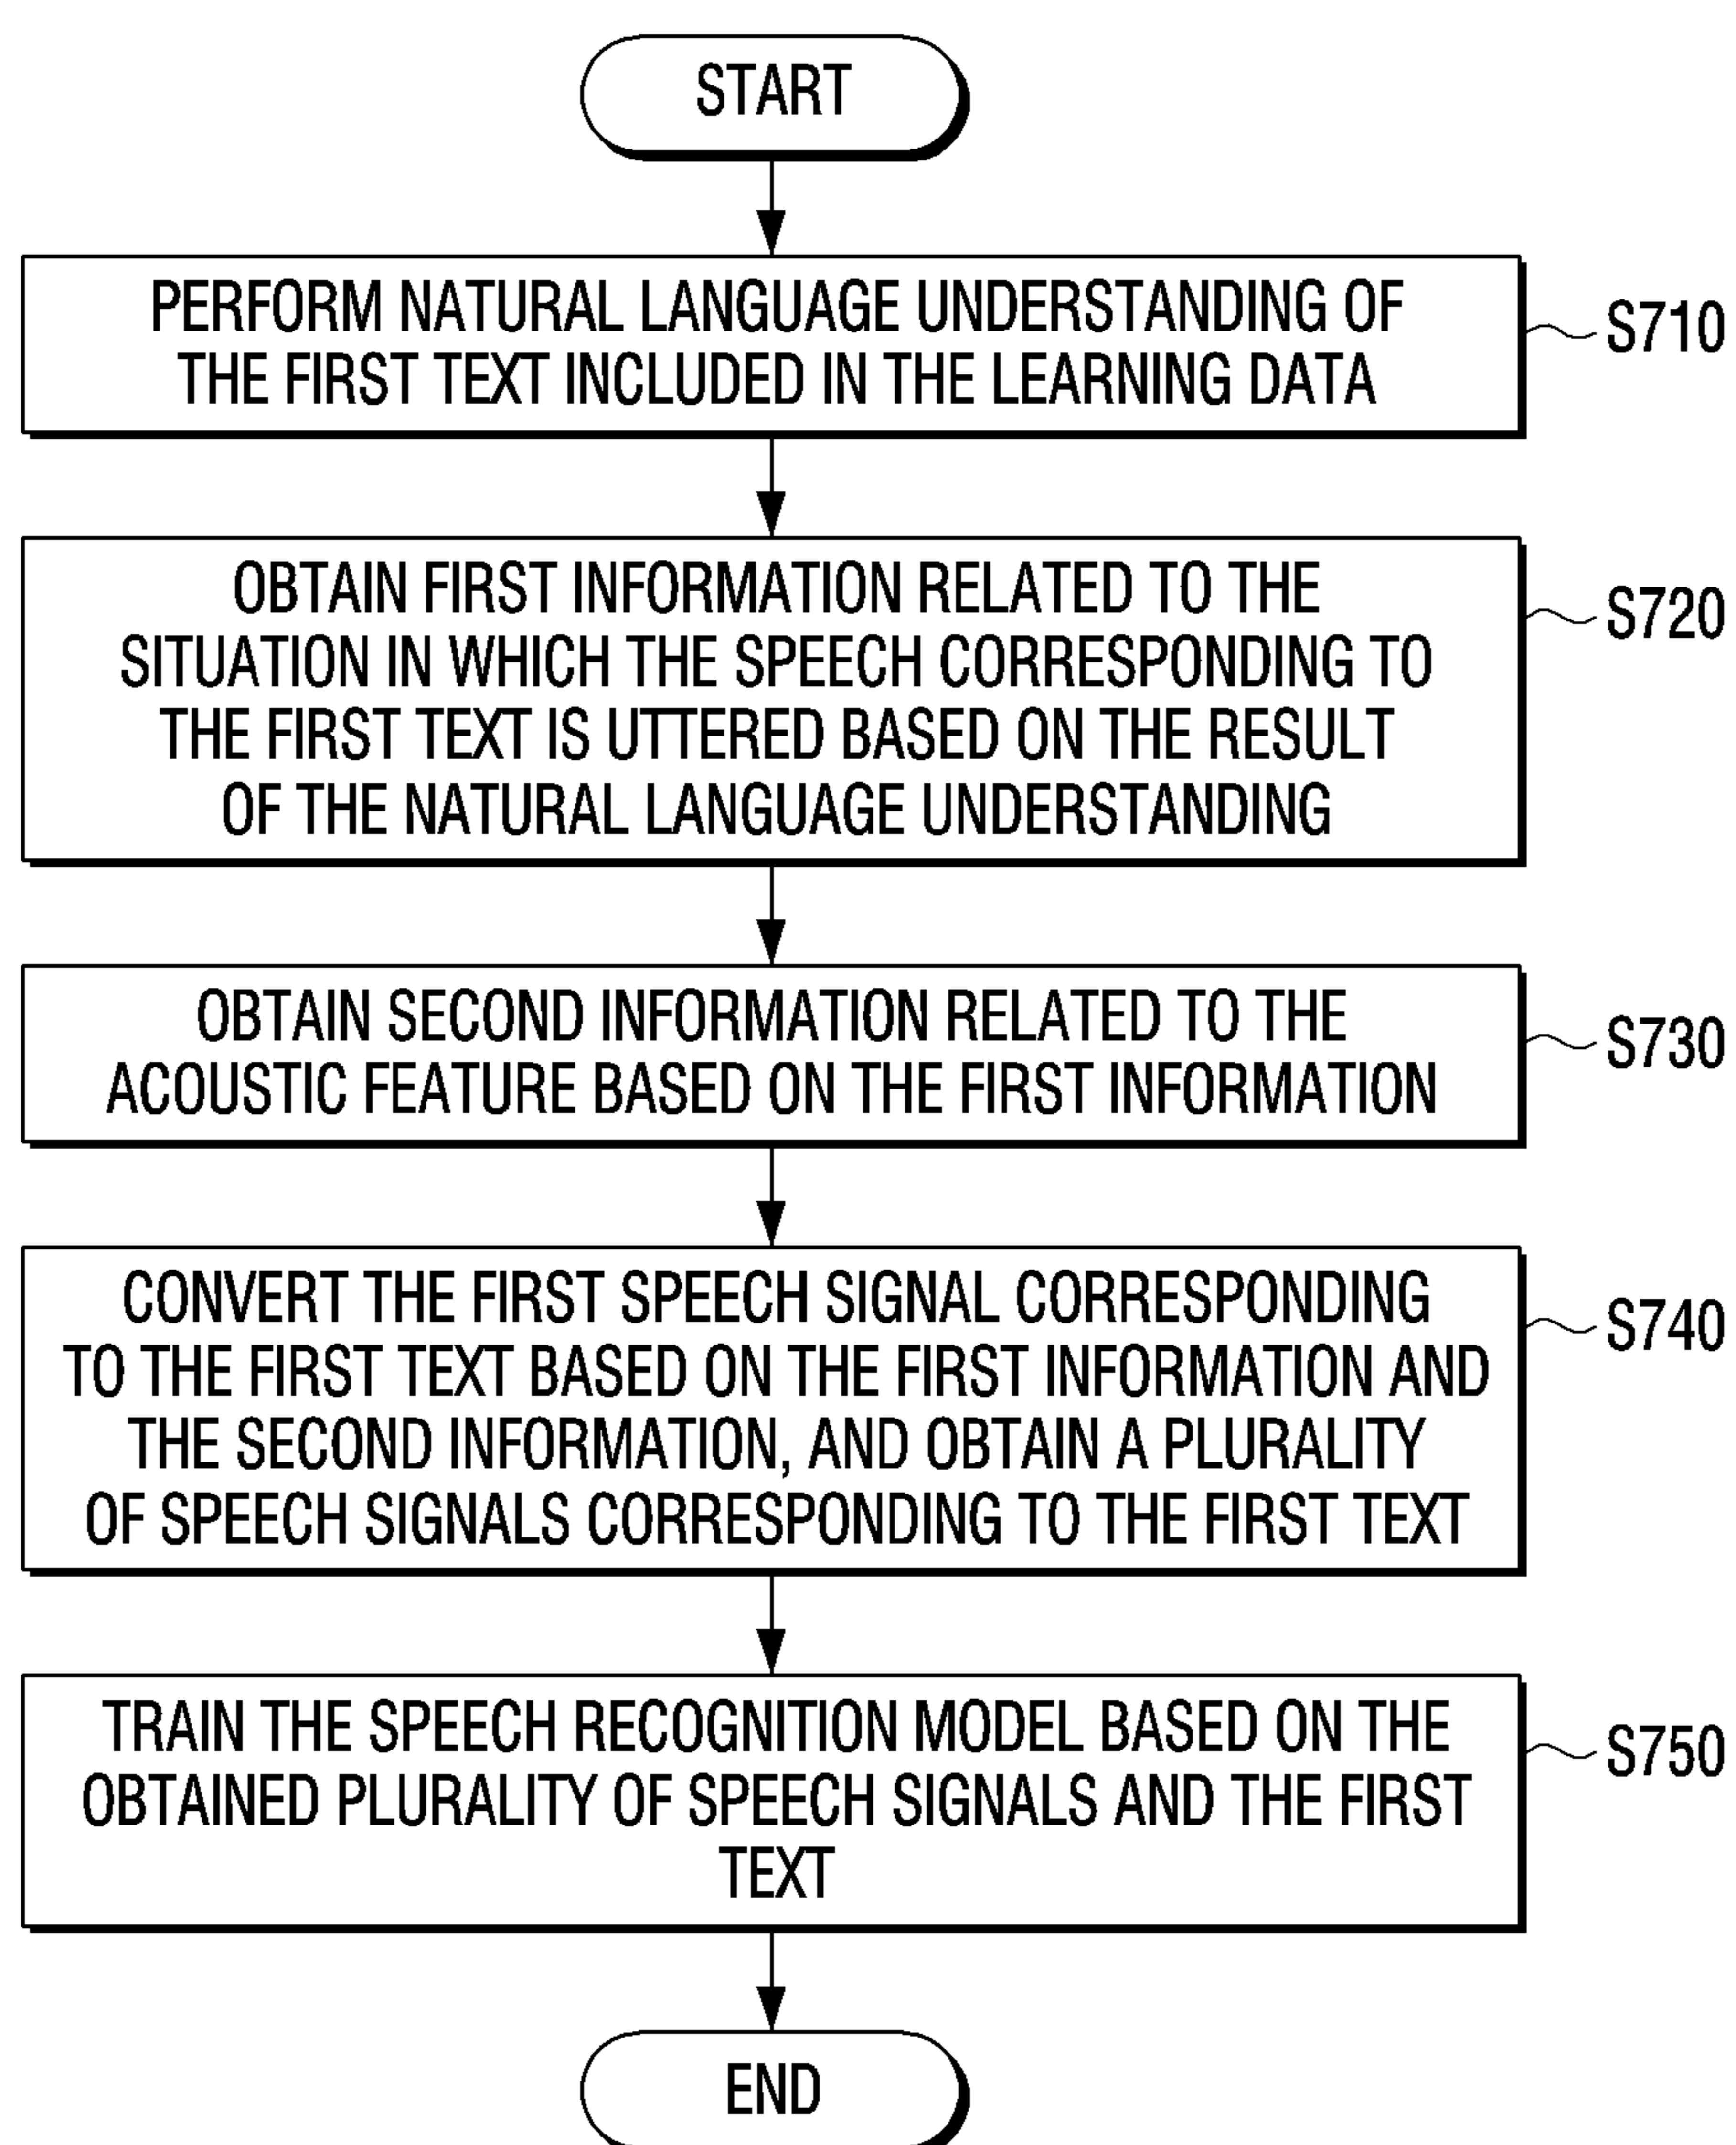 START
PERFORM NATURAL LANGUAGE UNDERSTANDING OF
THE FIRST TEXT INCLUDED IN THE LEARNING DATA
S710
OBTAIN FIRST INFORMATION RELATED TO THE
SITUATION IN WHICH THE SPEECH CORRESPONDING TO
THE FIRST TEXT IS UTTERED BASED ON THE RESULT
OF THE NATURAL LANGUAGE UNDERSTANDING
S720
OBTAIN SECOND INFORMATION RELATED TO THE
ACOUSTIC FEATURE BASED ON THE FIRST INFORMATION
S730
CONVERT THE FIRST SPEECH SIGNAL CORRESPONDING
TO THE FIRST TEXT BASED ON THE FIRST INFORMATION AND
THE SECOND INFORMATION, AND OBTAIN A PLURALITY
OF SPEECH SIGNALS CORRESPONDING TO THE FIRST TEXT
S740
TRAIN THE SPEECH RECOGNITION MODEL BASED ON THE
OBTAINED PLURALITY OF SPEECH SIGNALS AND THE FIRST
TEXT
S750
END